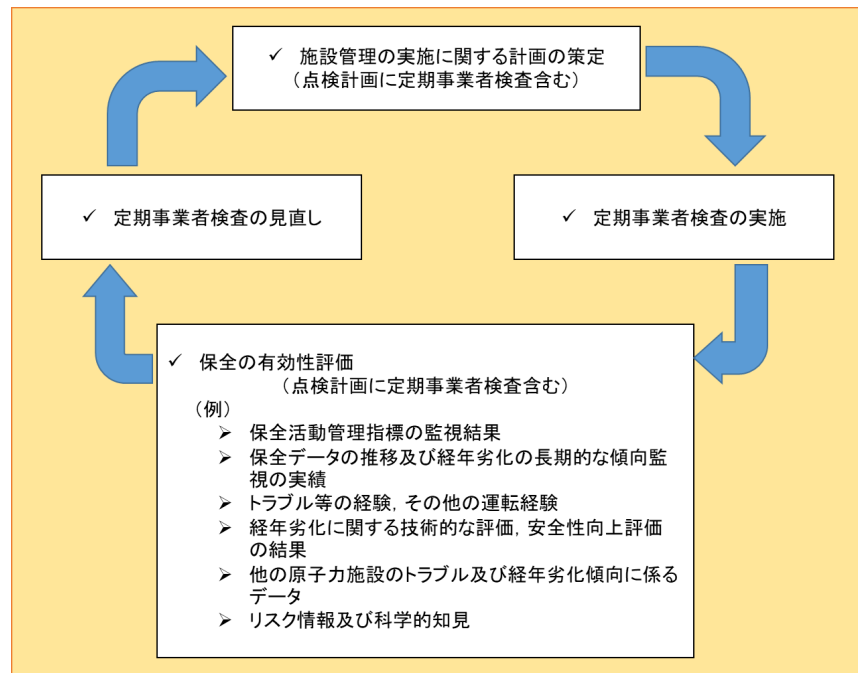 ✓ 施設管理の実施に関する計画の策定
（点検計画に定期事業者検査含む）
✓ 定期事業者検査の見直し
✓ 定期事業者検査の実施
✓ 保全の有効性評価
（点検計画に定期事業者検査含む）
（例）
➢ 保全活動管理指標の監視結果
➢ 保全データの推移及び経年劣化の長期的な傾向監
視の実績
➢ トラブル等の経験，その他の運転経験
➢ 経年劣化に関する技術的な評価，安全性向上評価
の結果
➢ 他の原子力施設のトラブル及び経年劣化傾向に係る
データ
➢ リスク情報及び科学的知見